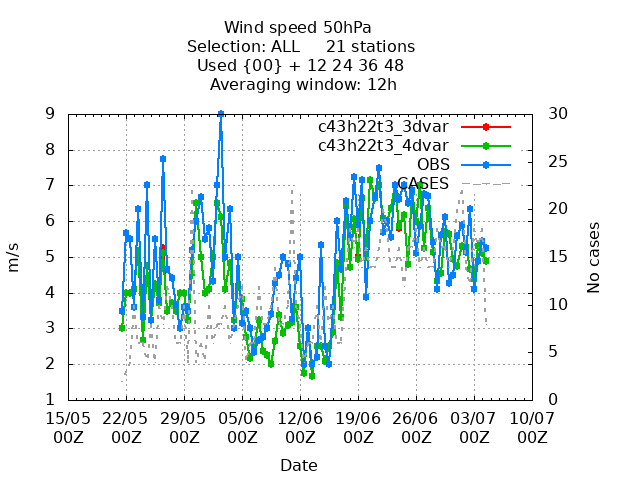 Wind speed 50hPa
Selection: ALL 21 stations
Used {00} + 12 24 36 48
Averaging window: 12h
c43h22t3_3dvar
c43h22t3_4dvar
OBS
CASES
m/s
9
8
7
6
5
4
3
2
1
No cases
30
25
20
15
10
5
0
15/05 22/05 29/05 05/06 12/06 19/06 26/06 03/07 10/07
00Z 00Z 00Z 00Z 00Z 00Z 00Z 00Z 00Z
Date